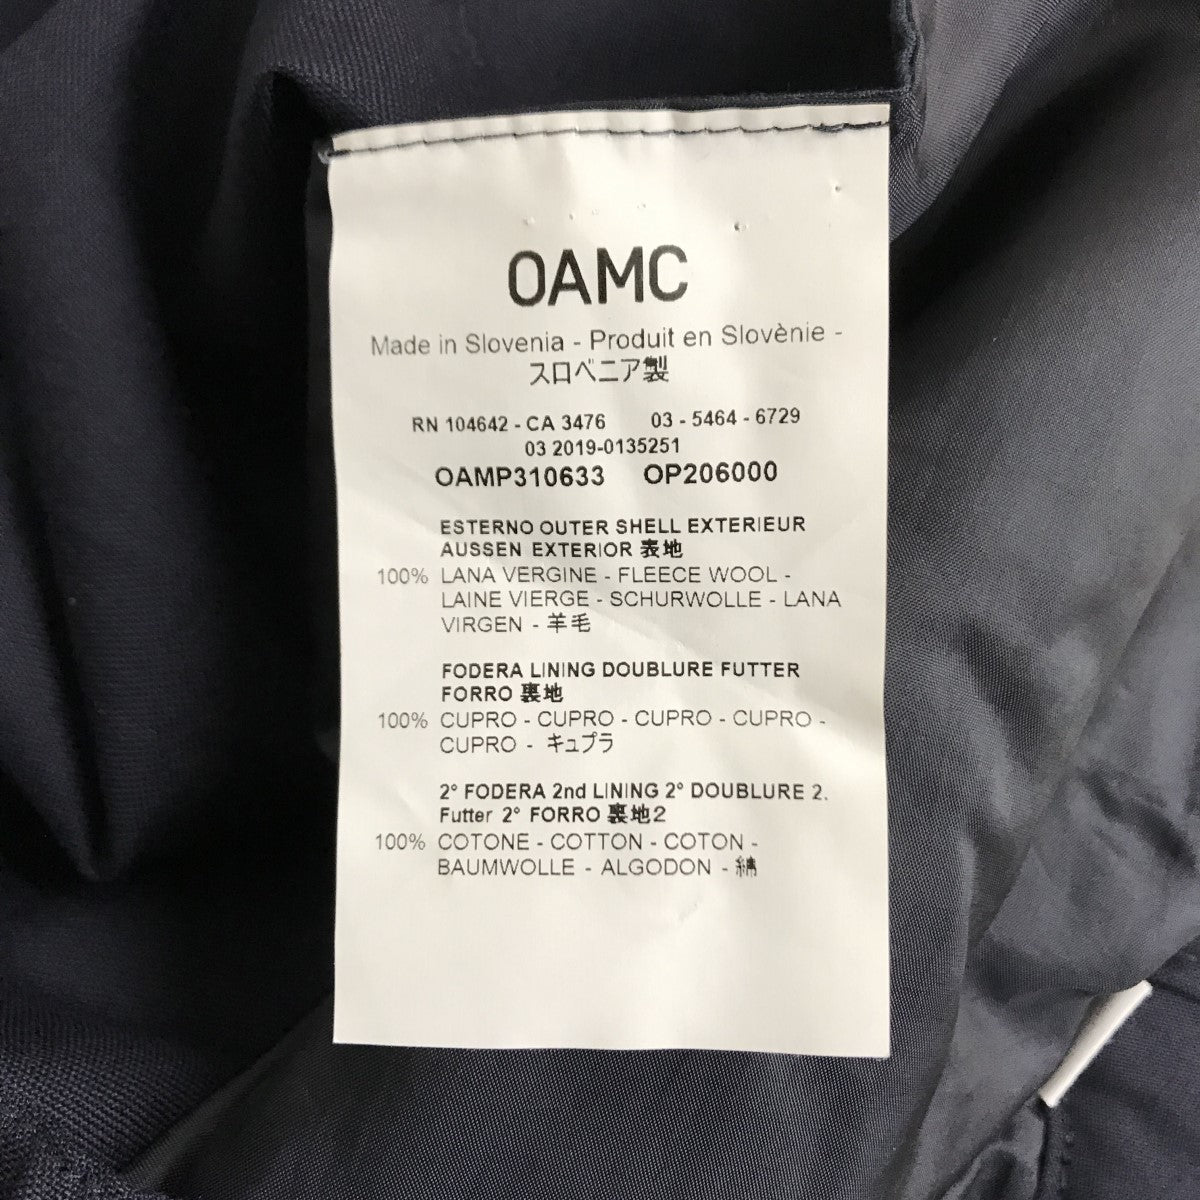 OAMC
Made in Slovenia - Produit en Slovènie -
スロベニア製
RN 104642 - CA 3476 03 - 5464 - 6729
03 2019-0135251
OAMP310633 OP206000
ESTERNO OUTER SHELL EXTERIEUR
AUSSEN EXTERIOR 表地
100% LANA VERGINE - FLEECE WOOL -
LAINE VIERGE - SCHURWOLLE - LANA
VIRGEN - 羊毛
FODERA LINING DOUBLURE FUTTER
FORRO 裏地
100% CUPRO - CUPRO - CUPRO - CUPRO -
CUPRO - キュプラ
2° FODERA 2nd LINING 2° DOUBLURE 2.
Futter 2° FORRO 裏地2
100% COTONE - COTTON - COTON -
BAUMWOLLE - ALGODON - 綿